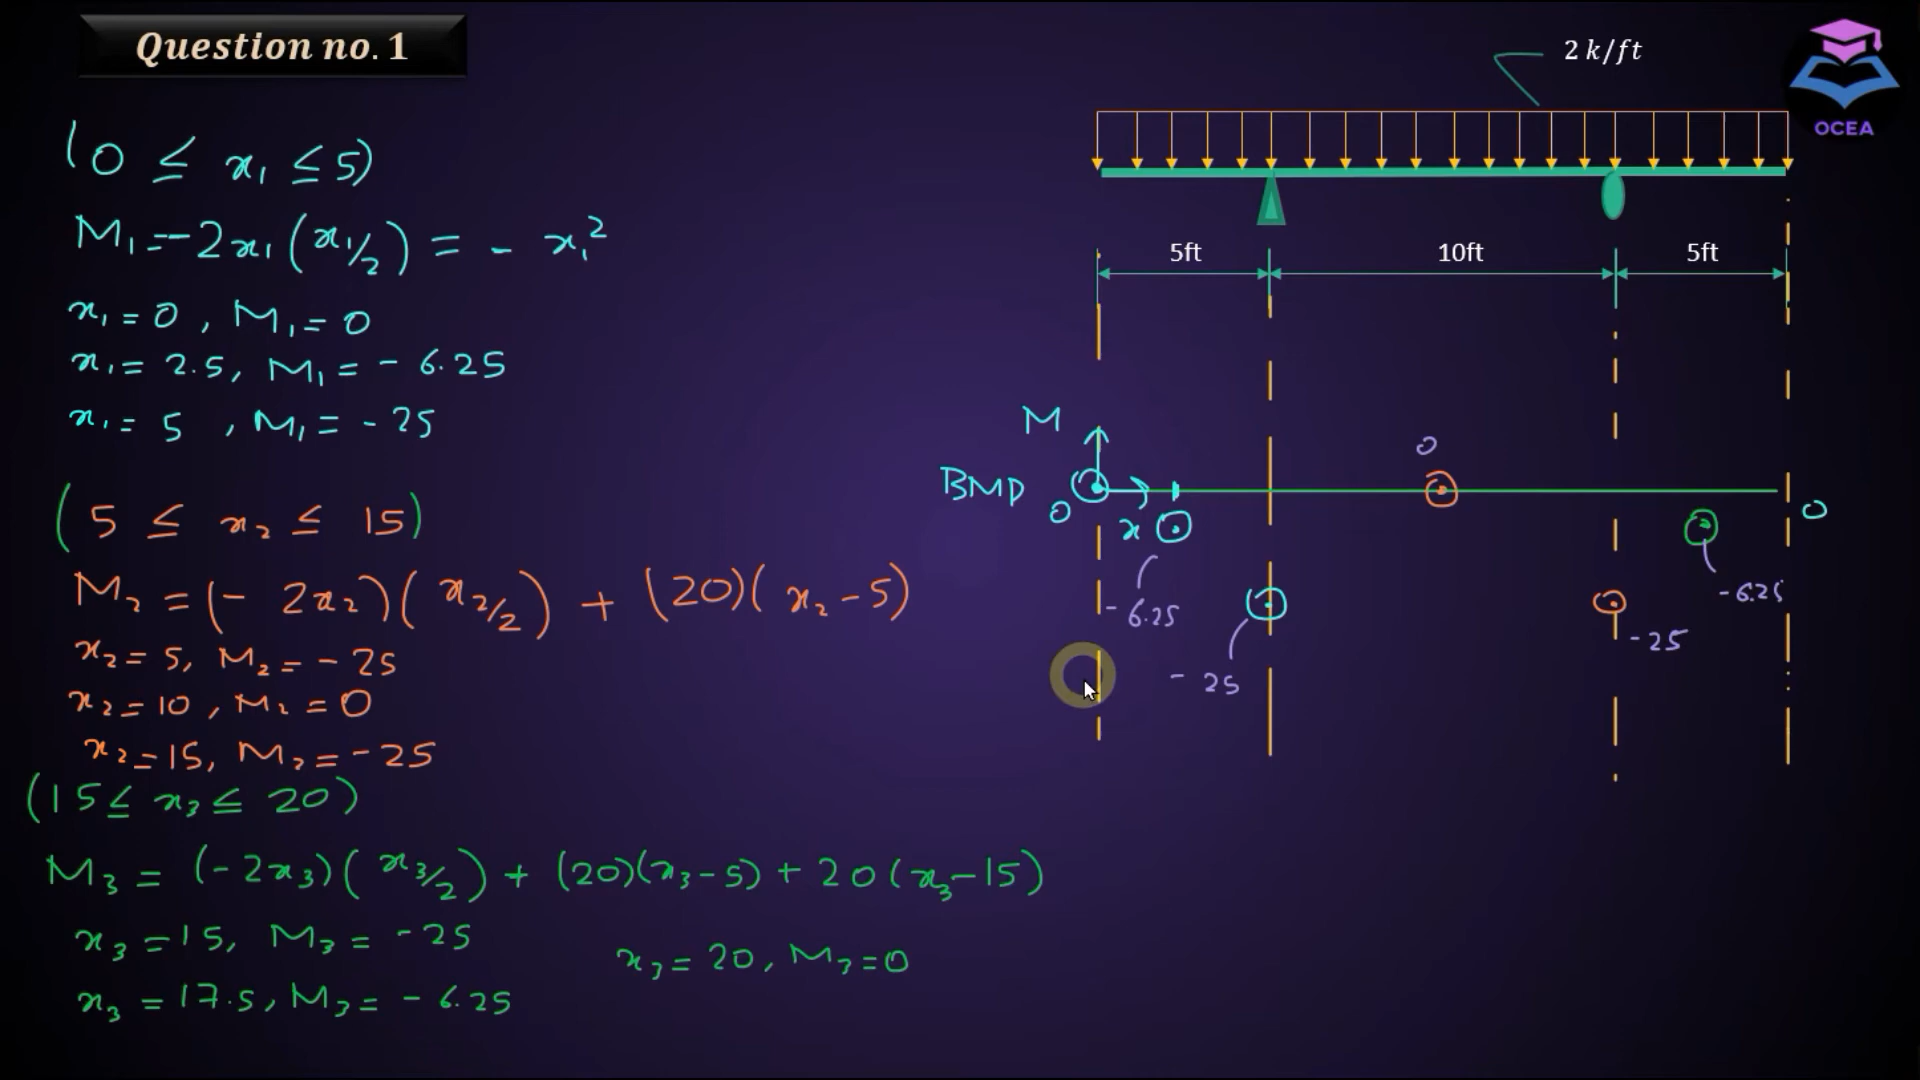 Question no. 1
2 k/ft
OCEA
(0 ≤ x₁ ≤ 5)
M₁ = -2x₁ (x₁/2) = - x₁²
x₁ = 0 , M₁ = 0
x₁ = 2.5, M₁ = - 6.25
x₁ = 5 , M₁ = - 25
(5 ≤ x₂ ≤ 15)
M₂ = (- 2x₂)( x₂/2) + (20)( x₂ - 5)
x₂ = 5, M₂ = - 25
x₂ = 10 , M₂ = 0
x₂ = 15, M₂ = - 25
(15 ≤ x₃ ≤ 20)
M₃ = (-2x₃)( x₃/2) + (20)(x₃ - 5) + 20 (x₃ - 15)
x₃ = 15, M₃ = - 25
x₃ = 20, M₃ = 0
x₃ = 17.5, M₃ = - 6.25
5ft
10ft
5ft
M
BMD
0
x
0
0
- 6.25
- 25
- 25
- 6.25